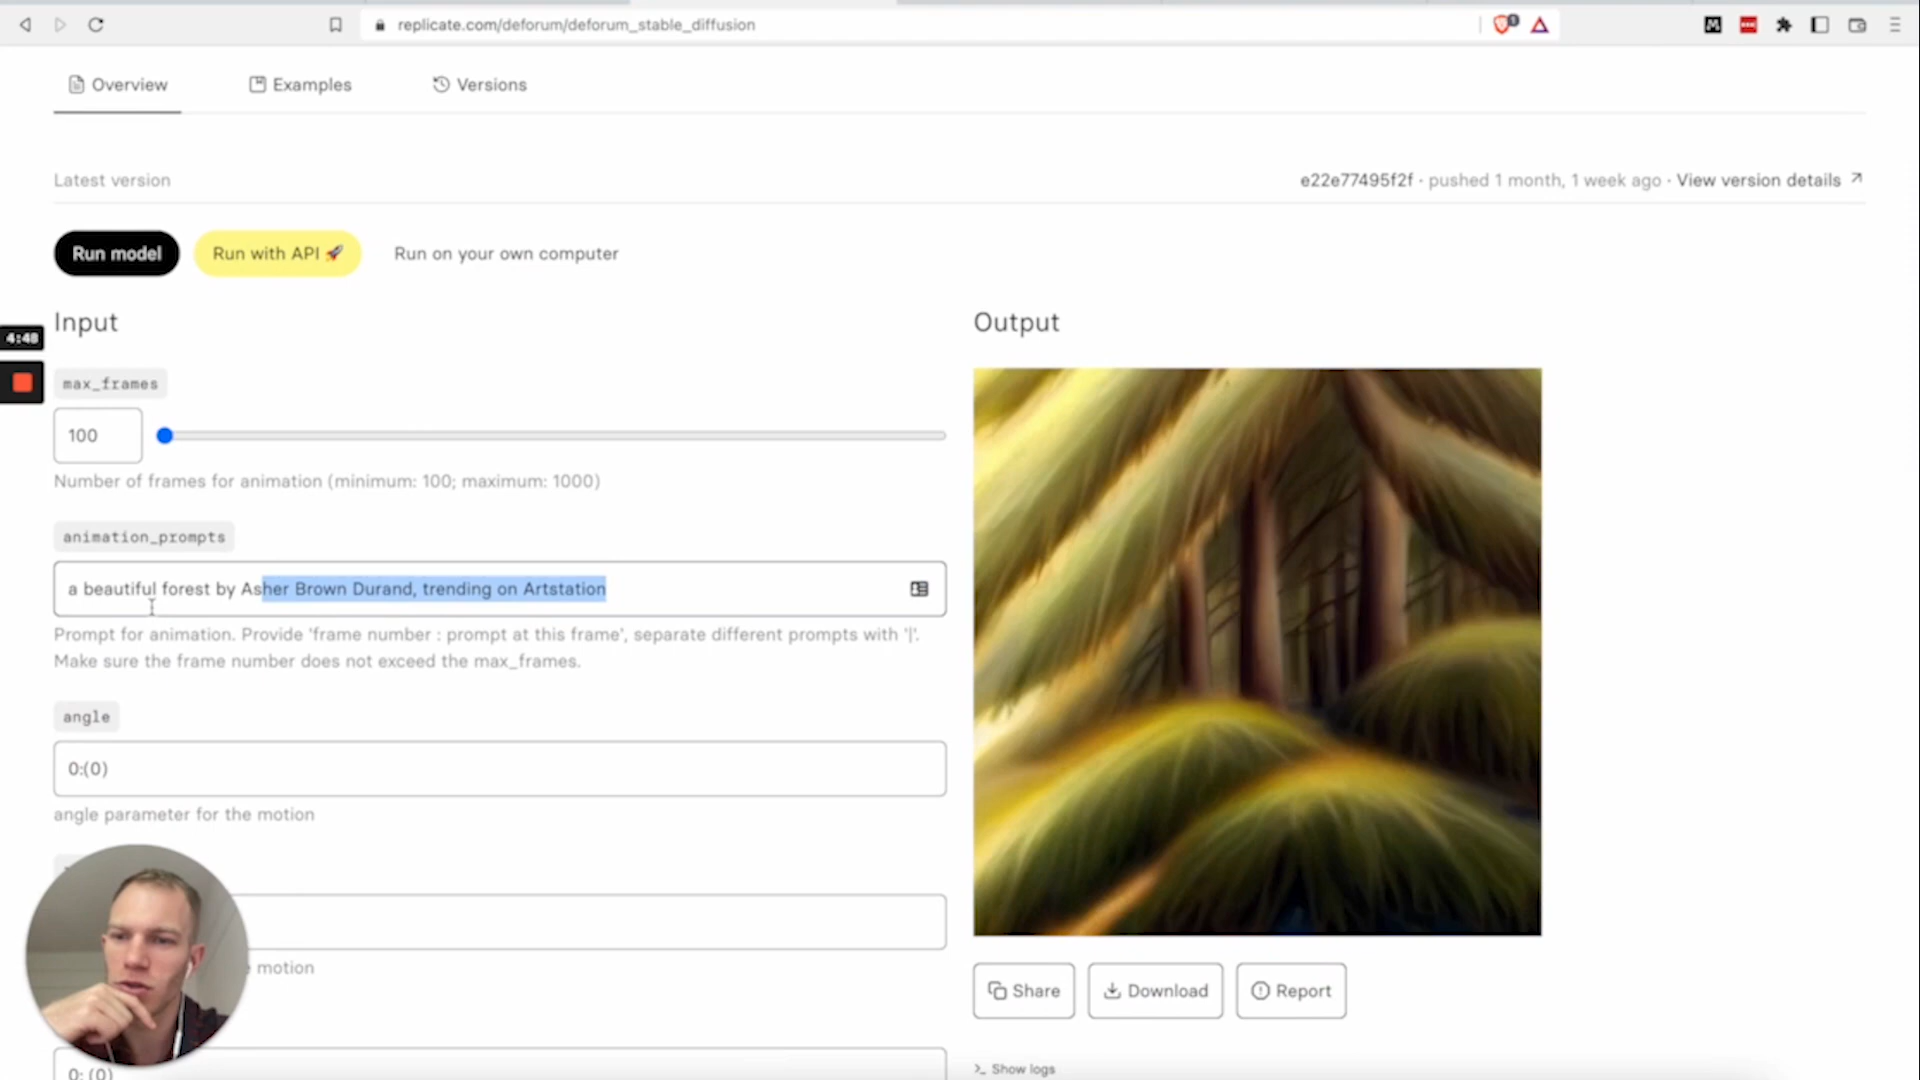 replicate.com/deforum/deforum_stable_diffusion
1
Overview
Examples
Versions
Latest version
e22e77495f2f · pushed 1 month, 1 week ago · View version details ↗
Run model
Run with API 🚀
Run on your own computer
Input
Output
4:48
max_frames
100
Number of frames for animation (minimum: 100; maximum: 1000)
animation_prompts
a beautiful forest by Asher Brown Durand, trending on Artstation
Prompt for animation. Provide 'frame number : prompt at this frame', separate different prompts with '|'.
Make sure the frame number does not exceed the max_frames.
angle
0:(0)
angle parameter for the motion
motion
Share
Download
Report
0: (0)
>_ Show logs